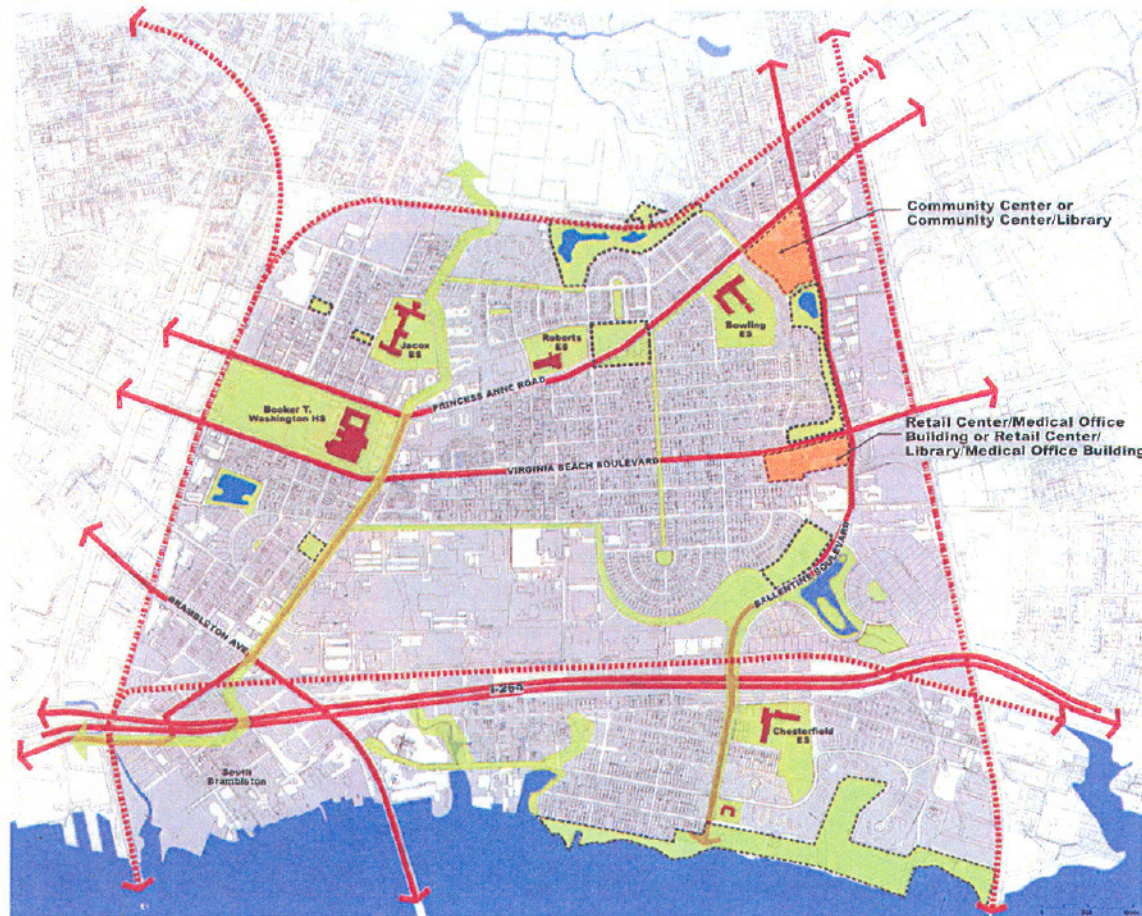 Community Center or
Community Center/Library
Jacox
ES
Roberts
ES
Bowling
ES
PRINCESS ANNE ROAD
Booker T.
Washington HS
Retail Center/Medical Office
Building or Retail Center/
Library/Medical Office Building
VIRGINIA BEACH BOULEVARD
BALLENTINE BOULEVARD
BRAMBLETON AVE
I-264
Chesterfield
ES
South
Brambleton